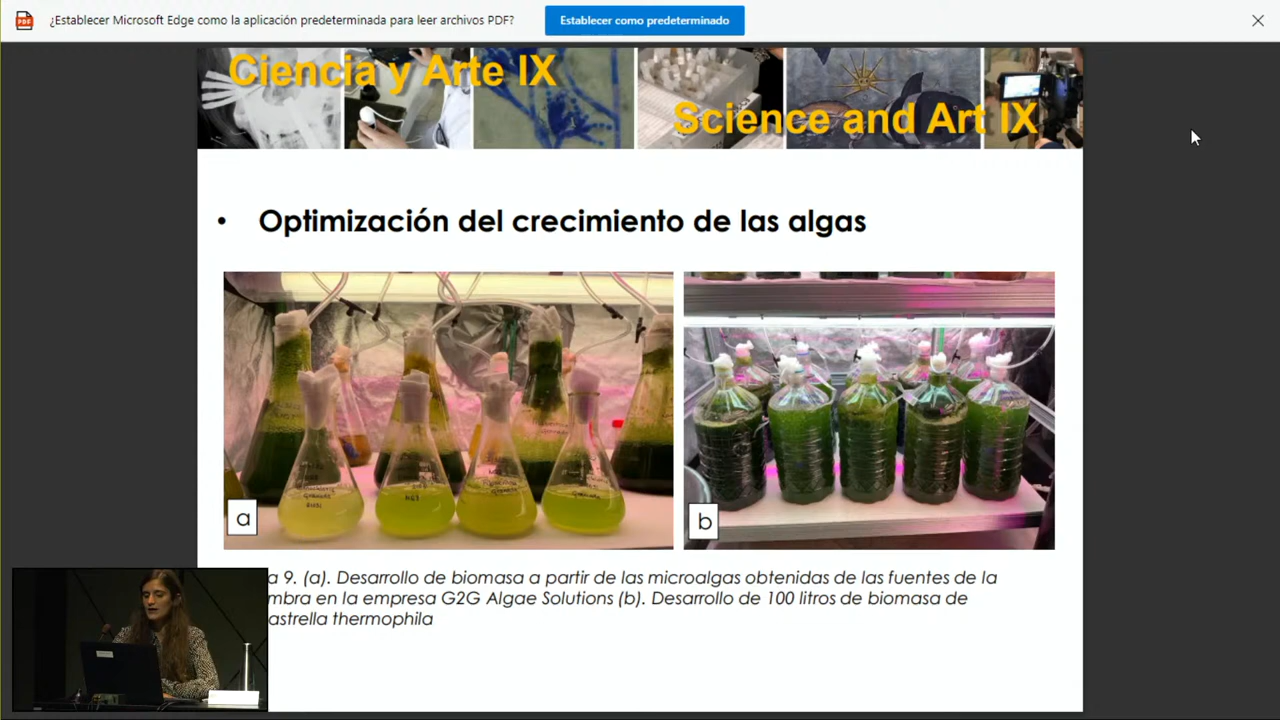 ¿Establecer Microsoft Edge como la aplicación predeterminada para leer archivos PDF?
Establecer como predeterminado
Ciencia y Arte IX
Science and Art IX
• Optimización del crecimiento de las algas
a
b
a 9. (a). Desarrollo de biomasa a partir de las microalgas obtenidas de las fuentes de la
mbra en la empresa G2G Algae Solutions (b). Desarrollo de 100 litros de biomasa de
astrella thermophila